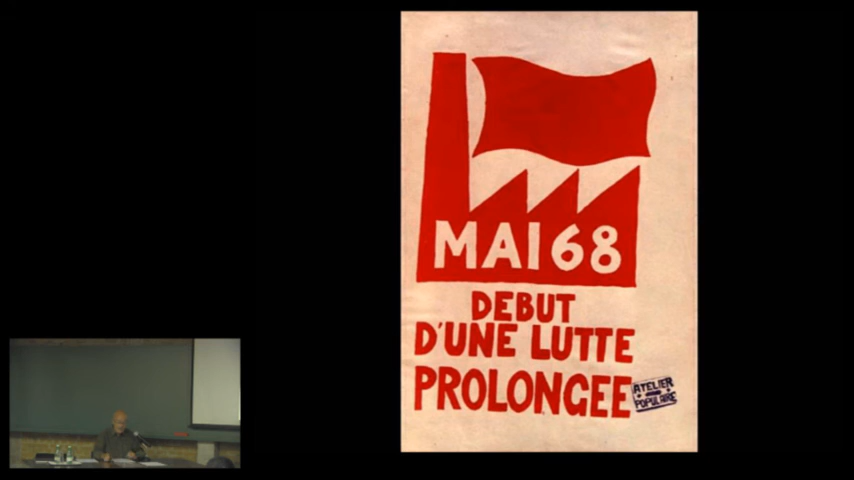 MAI 68
DEBUT
D'UNE LUTTE
PROLONGEE
ATELIER
POPULAIRE